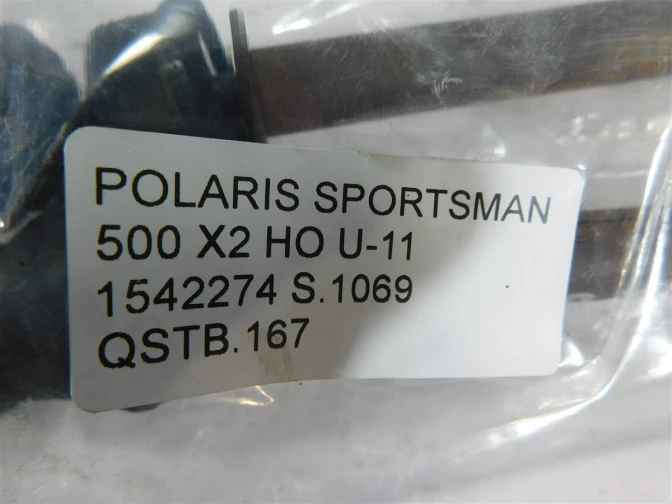 POLARIS SPORTSMAN
500 X2 HO U-11
1542274 S.1069
QSTB.167